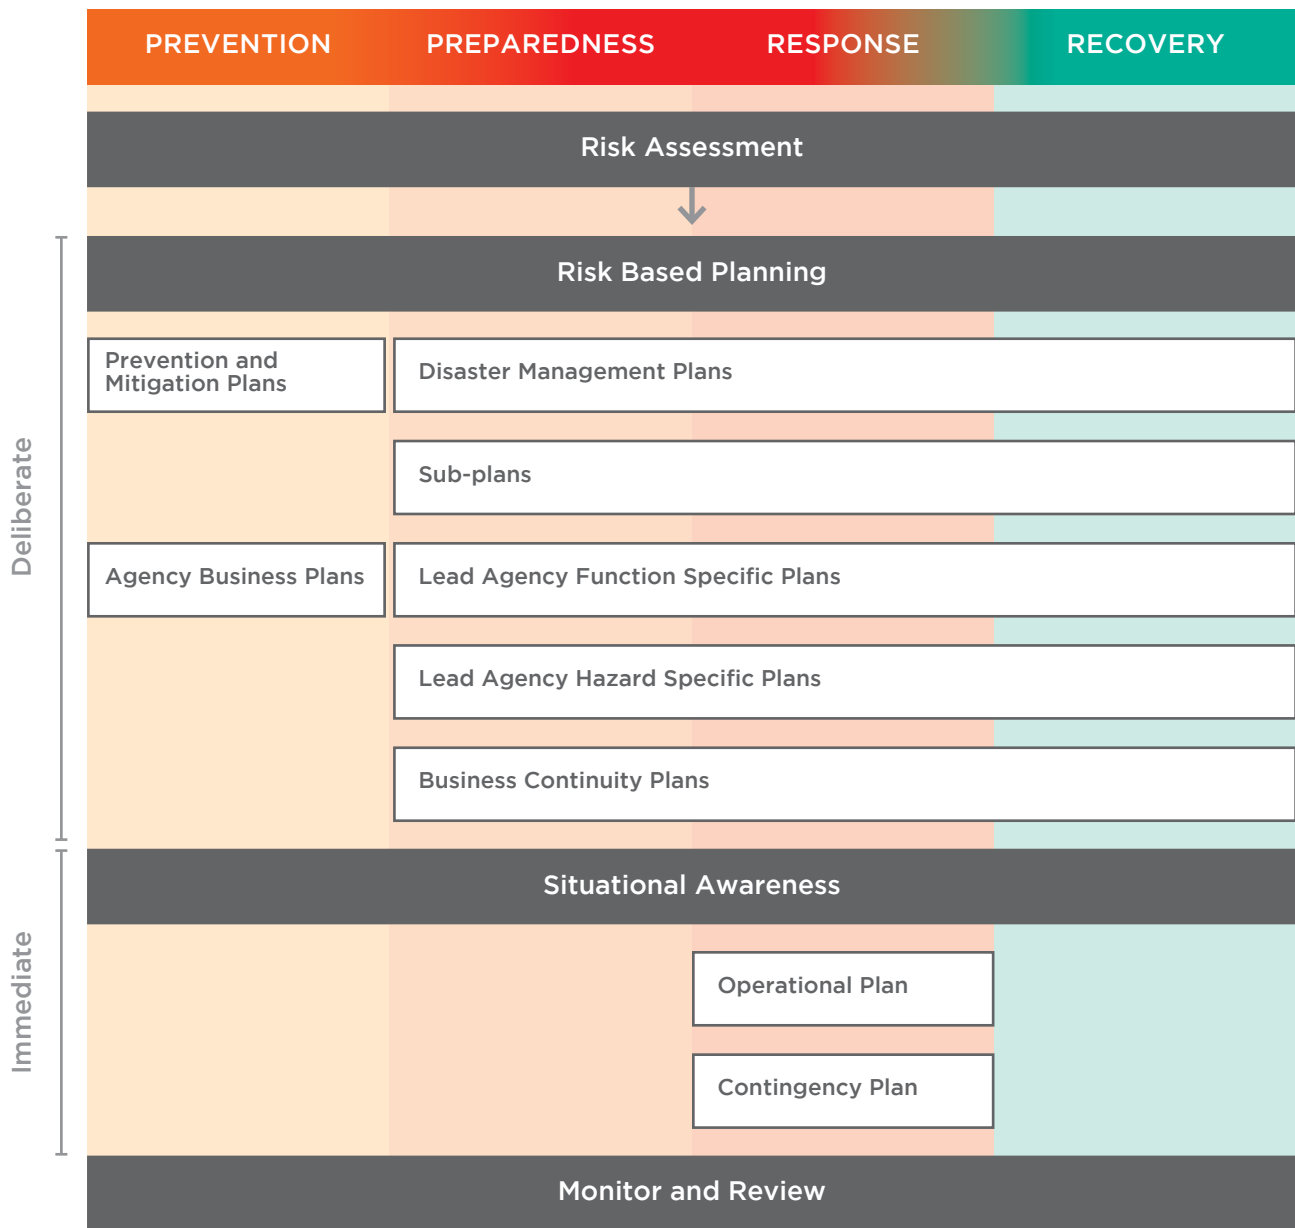 PREVENTION PREPAREDNESS RESPONSE RECOVERY
Risk Assessment
Risk Based Planning
Deliberate
Prevention and
Mitigation Plans
Disaster Management Plans
Sub-plans
Agency Business Plans
Lead Agency Function Specific Plans
Lead Agency Hazard Specific Plans
Business Continuity Plans
Situational Awareness
Immediate
Operational Plan
Contingency Plan
Monitor and Review